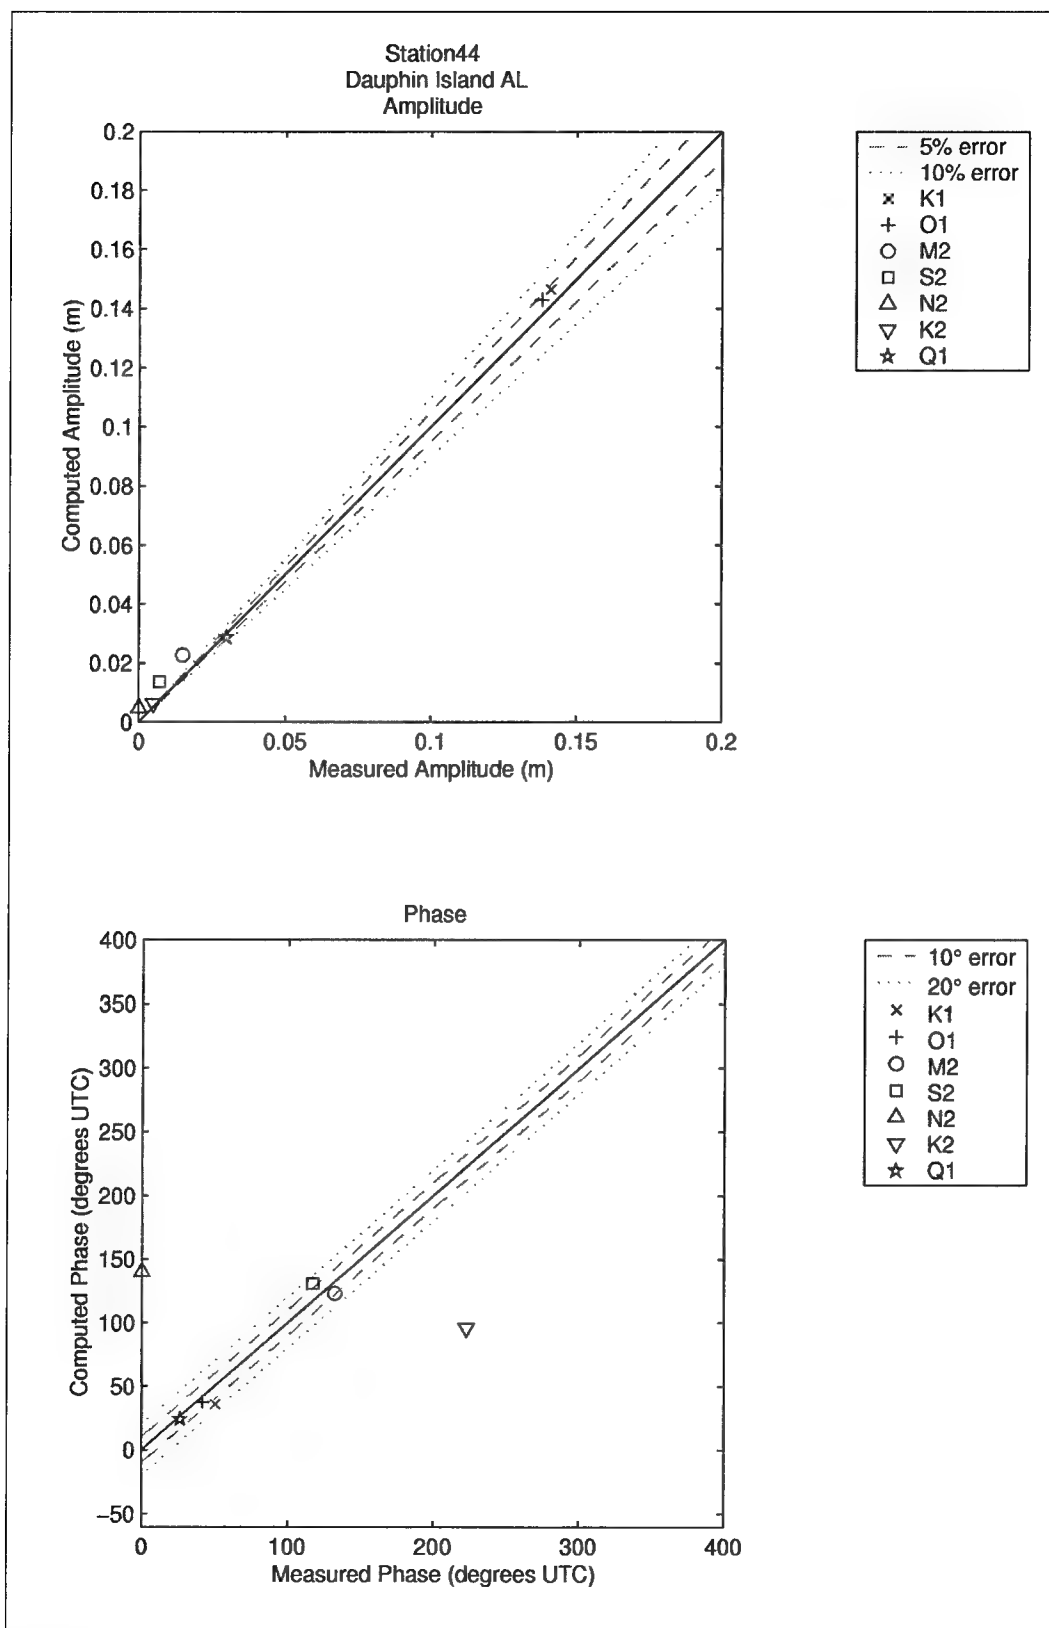 Station44
Dauphin Island AL
Amplitude
0.2
0.18
0.16
0.14
0.12
0.1
0.08
0.06
0.04
0.02
0
Computed Amplitude (m)
0 0.05 0.1 0.15 0.2
Measured Amplitude (m)
5% error
10% error
K1
O1
M2
S2
N2
K2
Q1
Phase
400
350
300
250
200
150
100
50
0
−50
Computed Phase (degrees UTC)
0 100 200 300 400
Measured Phase (degrees UTC)
10° error
20° error
K1
O1
M2
S2
N2
K2
Q1